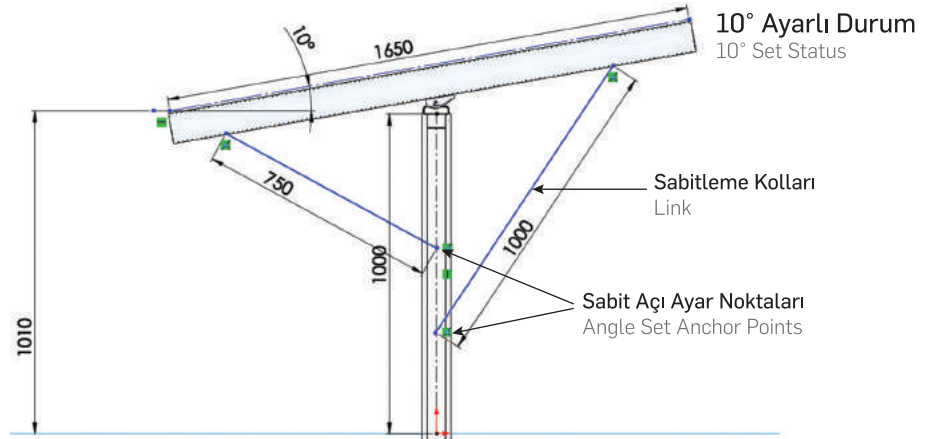 10° Ayarlı Durum
10° Set Status
10°
1650
750
1000
1000
1010
Sabitleme Kolları
Link
Sabit Açı Ayar Noktaları
Angle Set Anchor Points